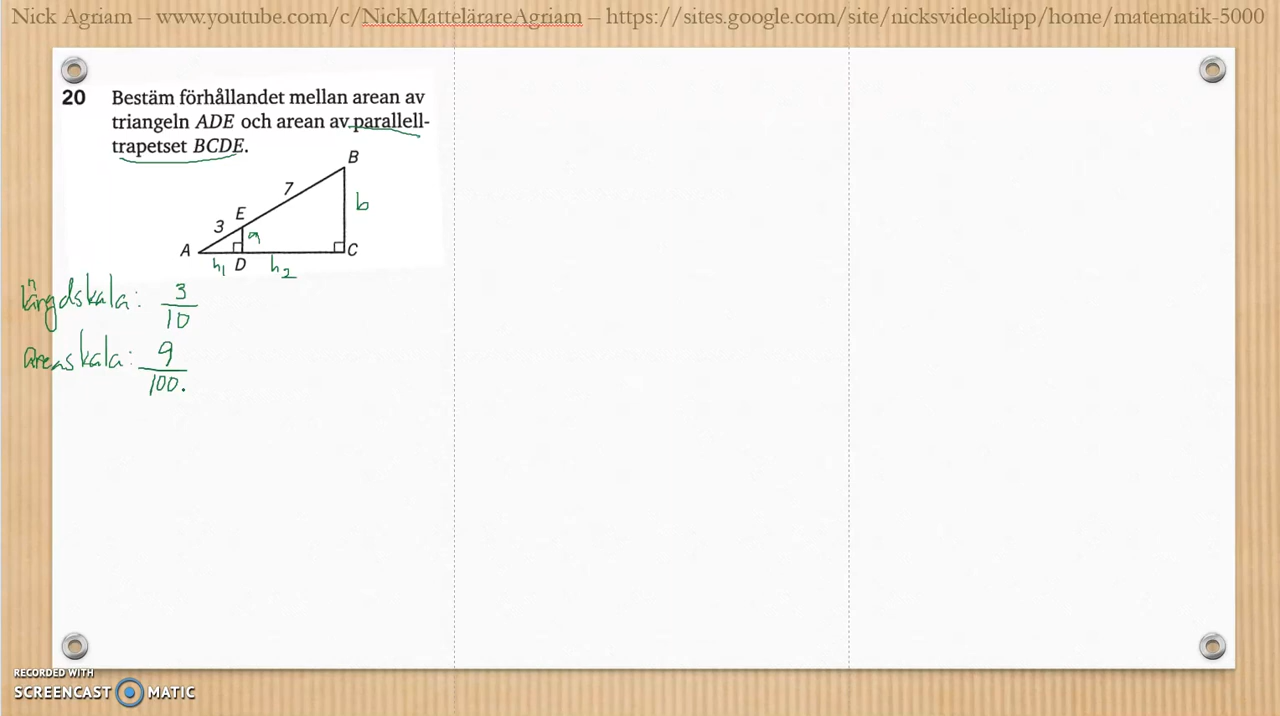 Nick Agriam – www.youtube.com/c/NickMattelärareAgriam – https://sites.google.com/site/nicksvideoklipp/home/matematik-5000
20 Bestäm förhållandet mellan arean av
triangeln ADE och arean av parallell-
trapetset BCDE.
B
7
b
E
3
a
A
C
h₁ D h₂
längdskala: 3/10
areaskala: 9/100.
RECORDED WITH
SCREENCAST MATIC